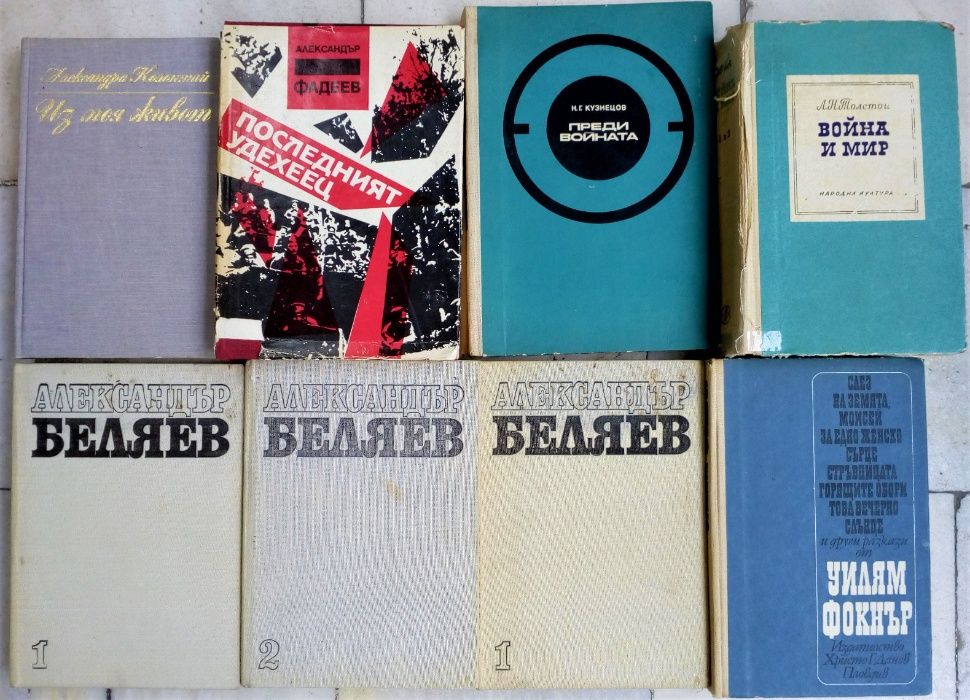 Александра Колонтай
Из моя живот
АЛЕКСАНДЪР
ФАДЕЕВ
ПОСЛЕДНИЯТ
УДЕХЕЕЦ
Н.Г. КУЗНЕЦОВ
ПРЕДИ
ВОЙНАТА
Л.Н.Толстой
ВОЙНА
И МИР
НАРОДНА КУЛТУРА
АЛЕКСАНДЪР
БЕЛЯЕВ
1
АЛЕКСАНДЪР
БЕЛЯЕВ
2
АЛЕКСАНДЪР
БЕЛЯЕВ
1
СЛЕЗ
НА ЗЕМЯТА,
МОИСЕЙ
ЗА ЕДНО ЖЕНСКО
СЪРЦЕ
СТРЪВНИЦАТА
ГОРЯЩИТЕ ОБОРИ
ТОВА ВЕЧЕРНО
СЛЪНЦЕ
и други разкази
от
УИЛЯМ
ФОКНЪР
Издателство
Христо Г. Данов
Пловдив